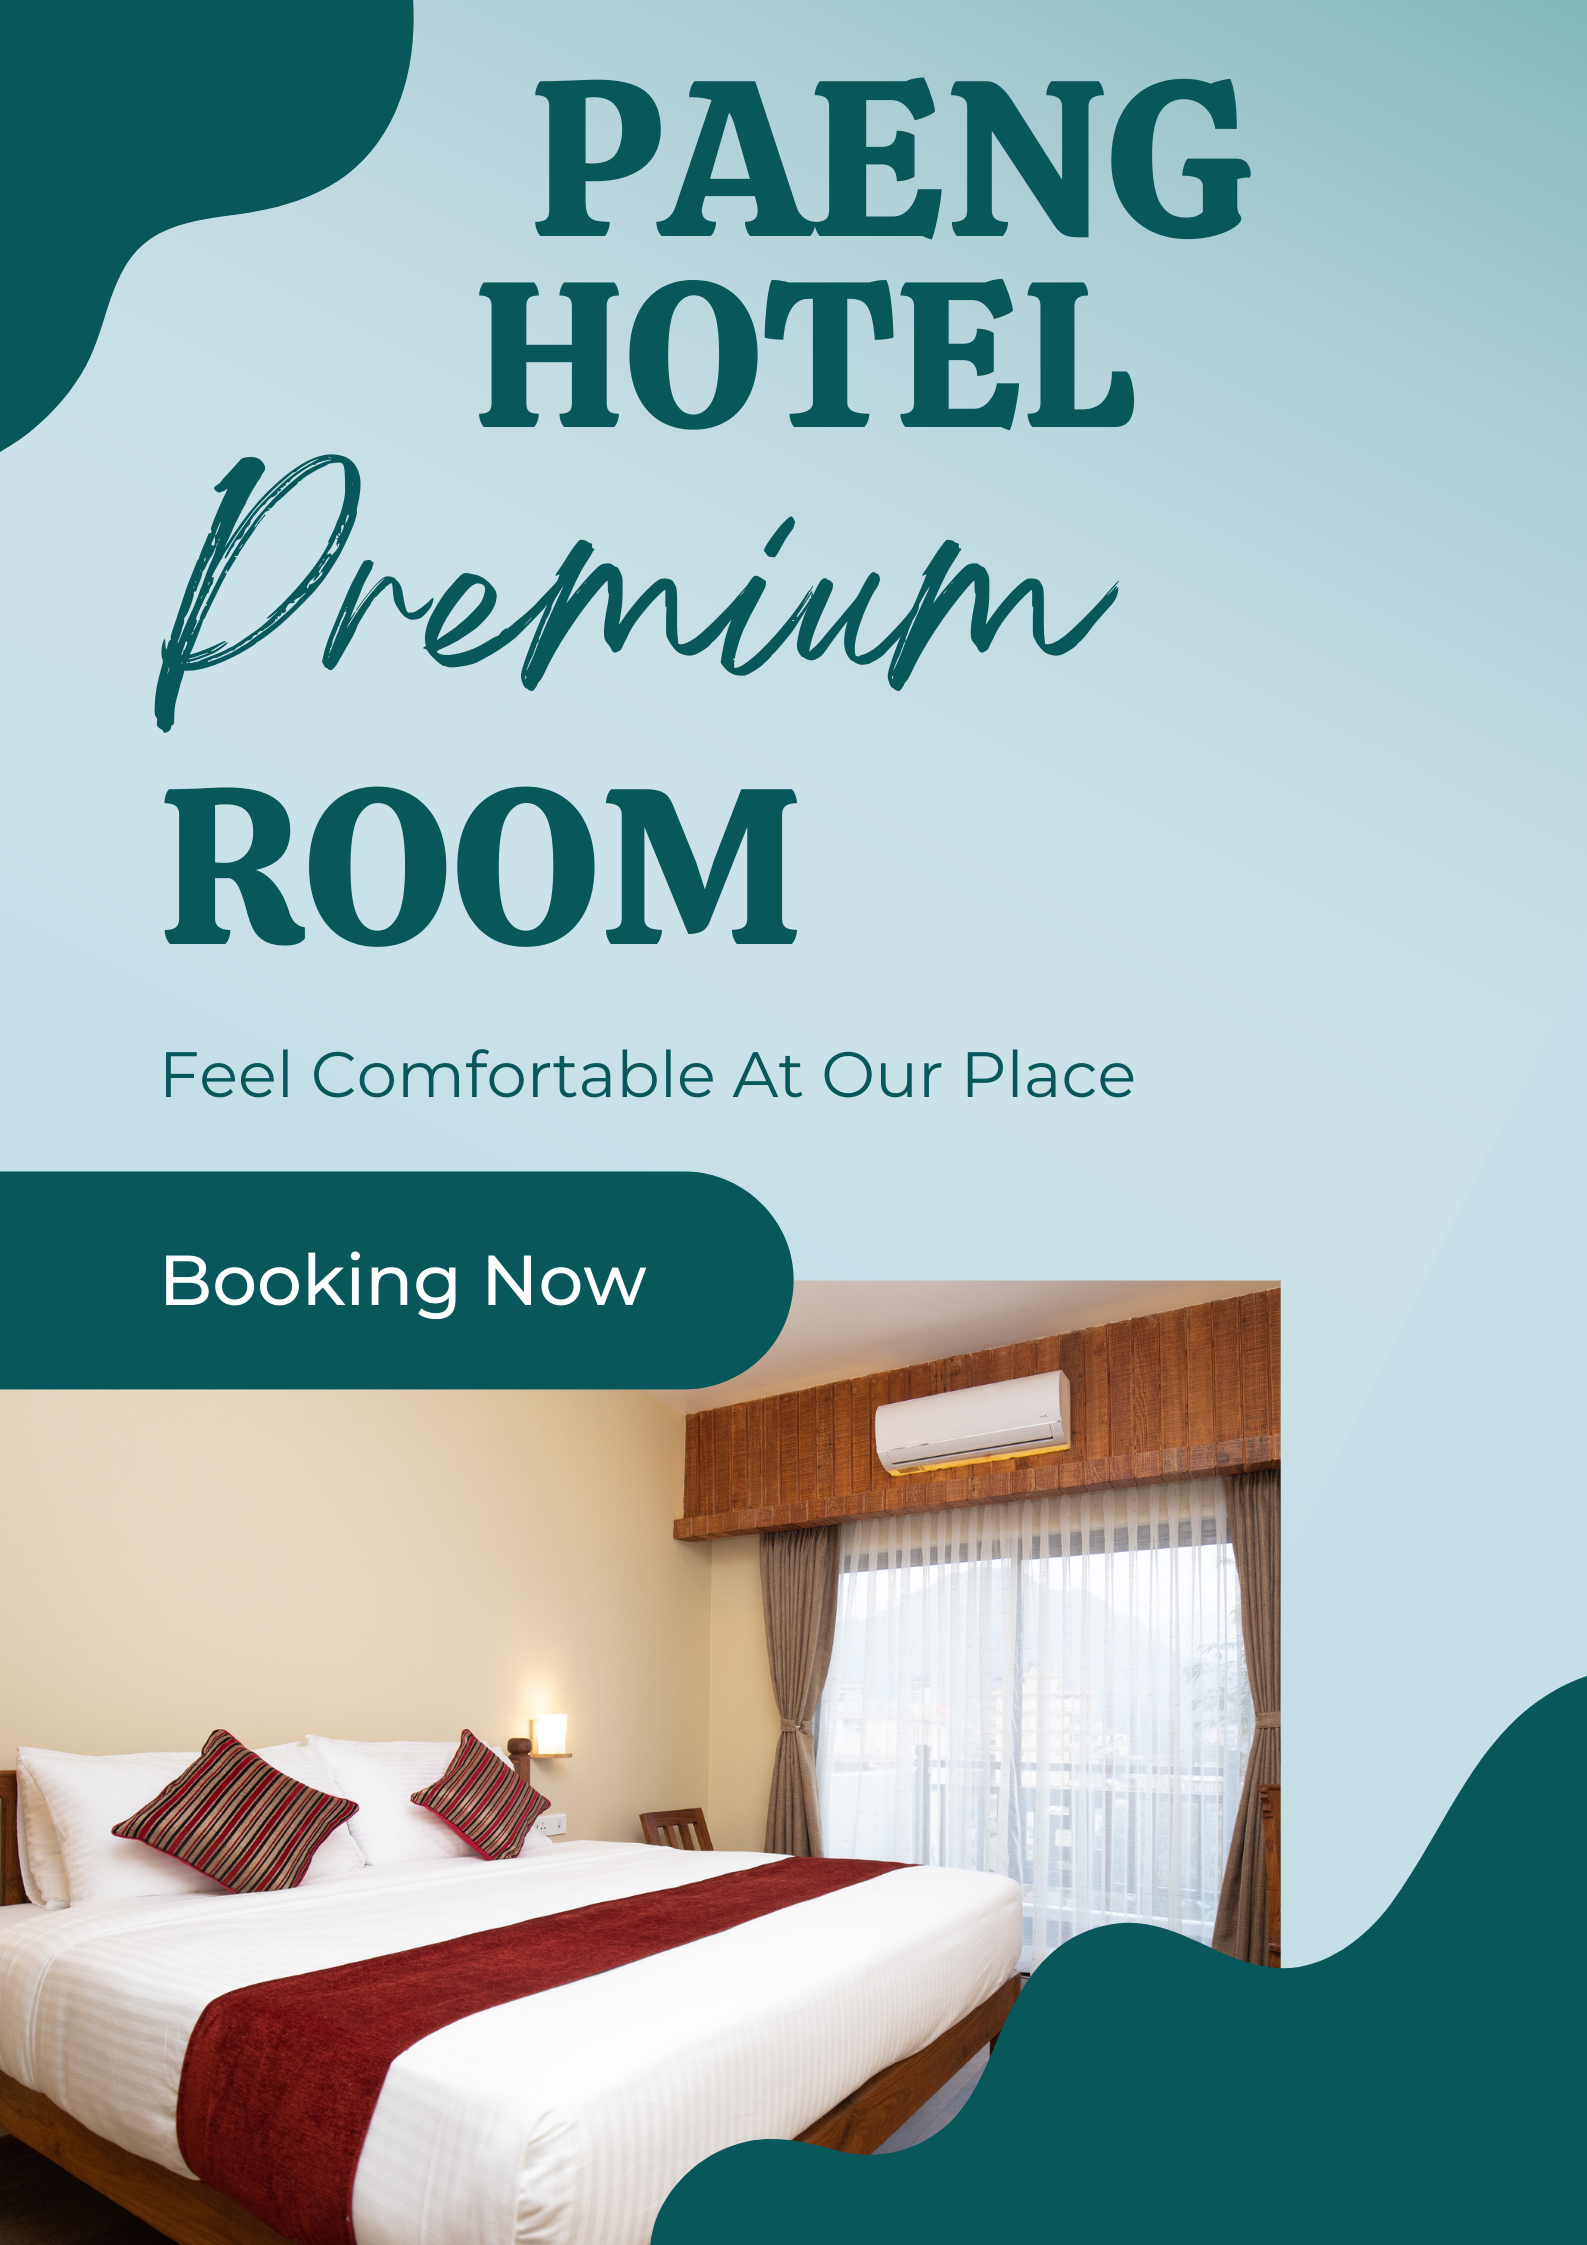 PAENG
HOTEL
Premium
ROOM
Feel Comfortable At Our Place
Booking Now